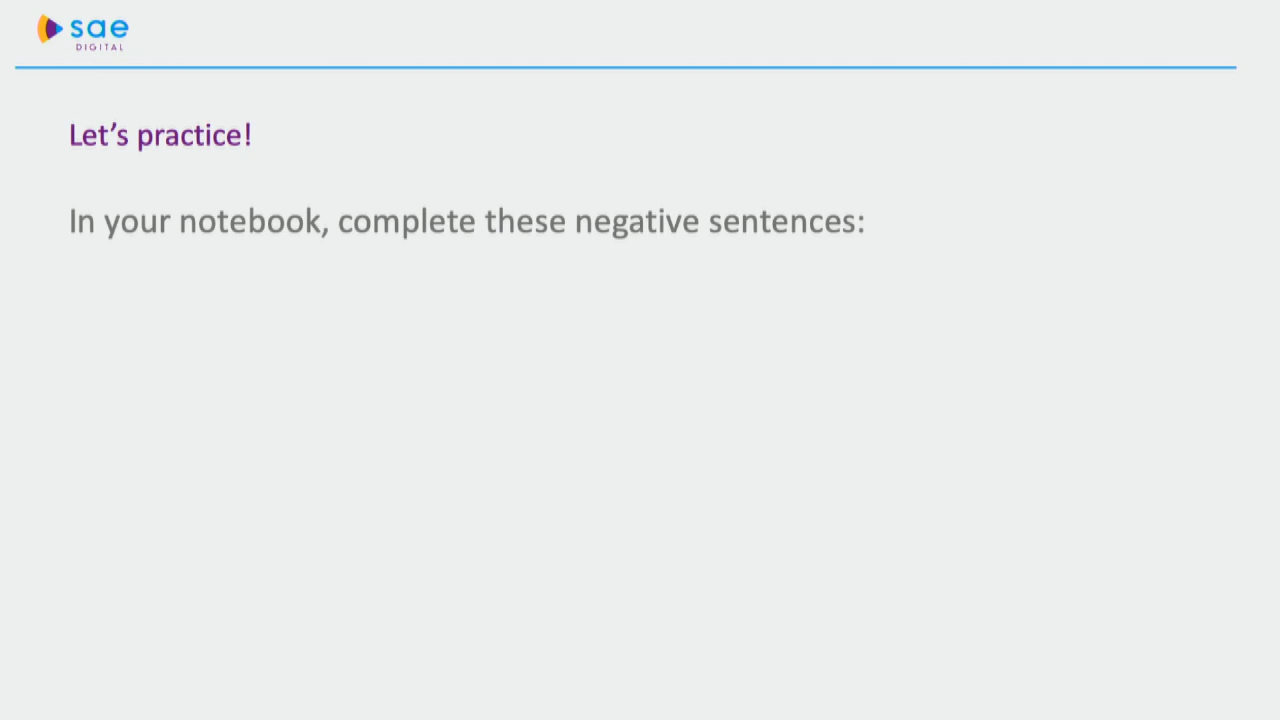 sae
DIGITAL
Let's practice!
In your notebook, complete these negative sentences: